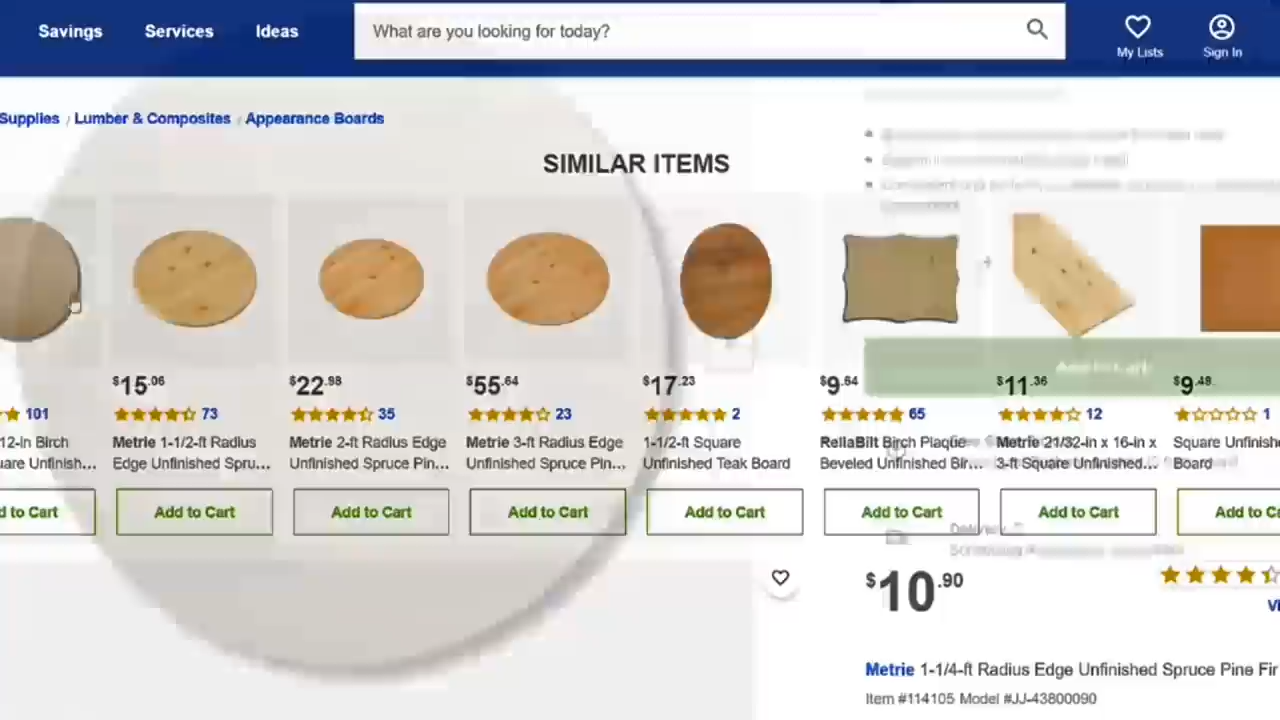 Savings Services Ideas What are you looking for today? My Lists Sign In
Supplies / Lumber & Composites / Appearance Boards
SIMILAR ITEMS
$15.06 $22.98 $55.64 $17.23 $9.64 $11.36 $9.48
101 73 35 23 2 65 12 1
12-in Birch Metrie 1-1/2-ft Radius Metrie 2-ft Radius Edge Metrie 3-ft Radius Edge 1-1/2-ft Square ReliaBilt Birch Plaque Metrie 21/32-in x 16-in x Square Unfinish
uare Unfinish... Edge Unfinished Spru... Unfinished Spruce Pin... Unfinished Spruce Pin... Unfinished Teak Board Beveled Unfinished Bir... 3-ft Square Unfinished... Board
d to Cart Add to Cart Add to Cart Add to Cart Add to Cart Add to Cart Add to Cart Add to Ca
Delivery
$10.90
Metrie 1-1/4-ft Radius Edge Unfinished Spruce Pine Fir
Item #114105 Model #JJ-43800090